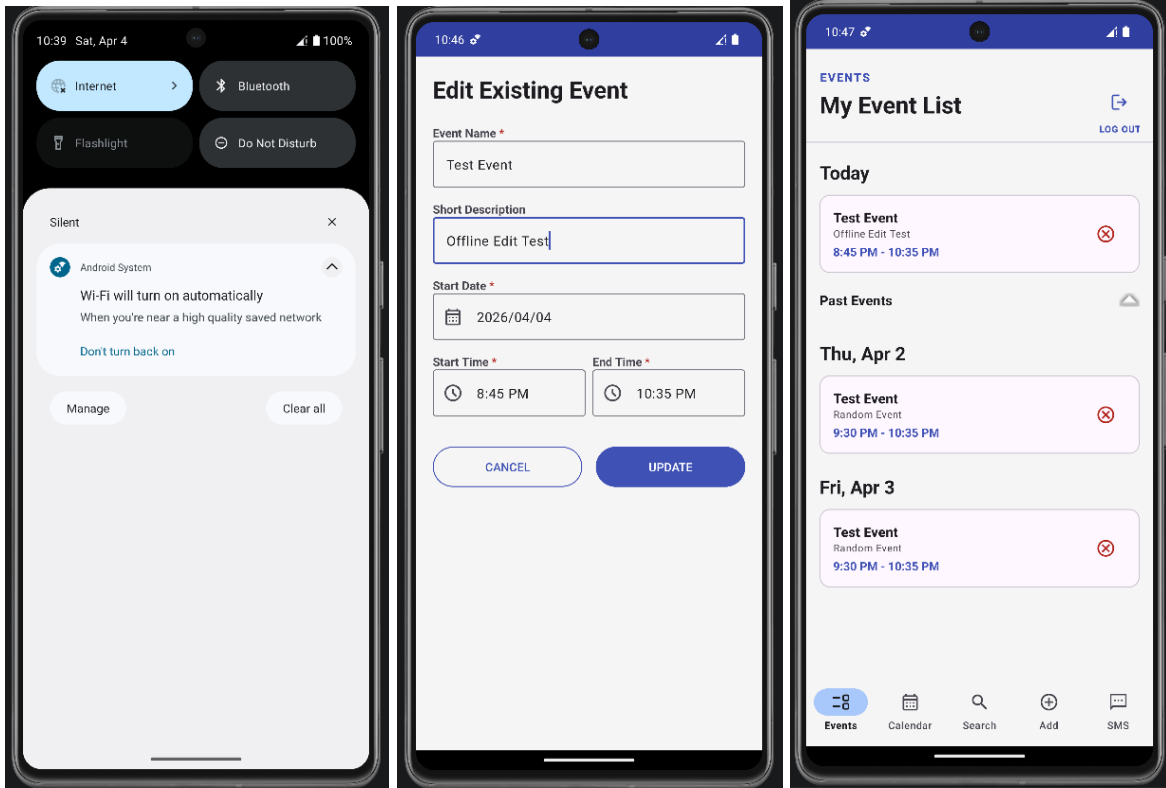 10:39 Sat, Apr 4
100%
Internet
Bluetooth
Flashlight
Do Not Disturb
Silent
Android System
Wi-Fi will turn on automatically
When you're near a high quality saved network
Don't turn back on
Manage
Clear all
10:46
Edit Existing Event
Event Name *
Test Event
Short Description
Offline Edit Test
Start Date *
2026/04/04
Start Time *
End Time *
8:45 PM
10:35 PM
CANCEL
UPDATE
10:47
EVENTS
My Event List
LOG OUT
Today
Test Event
Offline Edit Test
8:45 PM - 10:35 PM
Past Events
Thu, Apr 2
Test Event
Random Event
9:30 PM - 10:35 PM
Fri, Apr 3
Test Event
Random Event
9:30 PM - 10:35 PM
Events
Calendar
Search
Add
SMS